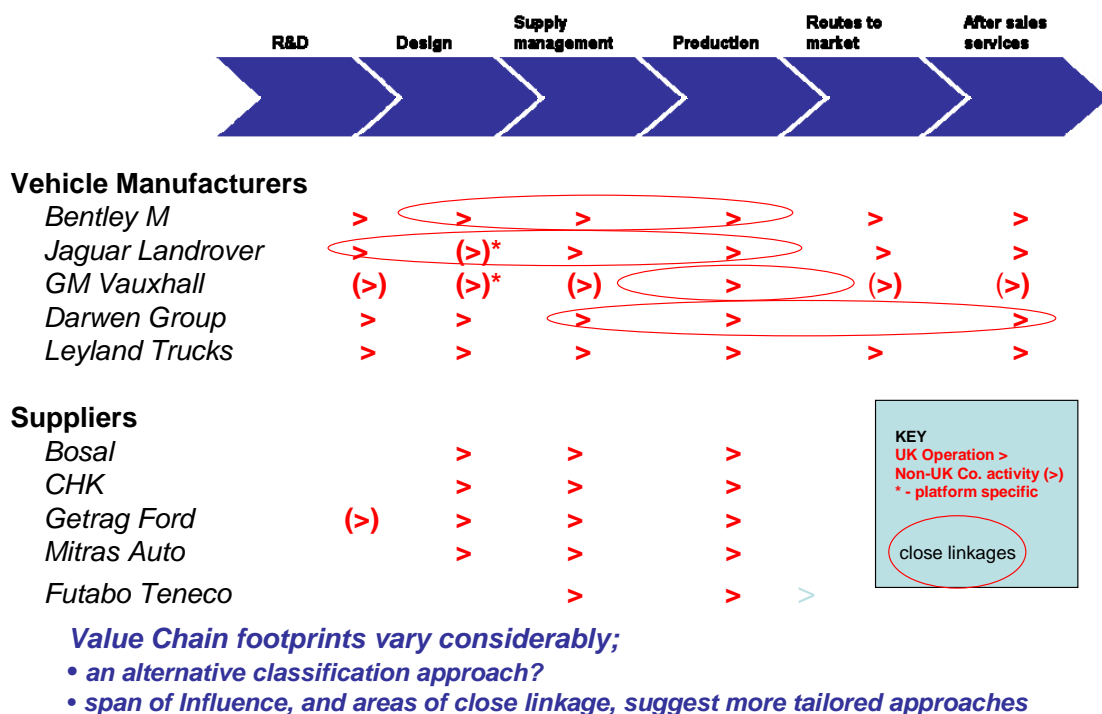 R&D Design Supply management Production Routes to market After sales services
Vehicle Manufacturers
Bentley M > > > > > >
Jaguar Landrover > (>)* > > > >
GM Vauxhall (>) (>)* (>) > (>) (>)
Darwen Group > > > > >
Leyland Trucks > > > > > >
Suppliers
Bosal > > >
CHK > > >
Getrag Ford (>) > > >
Mitras Auto > > >
Futabo Teneco > > >
KEY
UK Operation >
Non-UK Co. activity (>)
* - platform specific
close linkages
Value Chain footprints vary considerably;
• an alternative classification approach?
• span of Influence, and areas of close linkage, suggest more tailored approaches